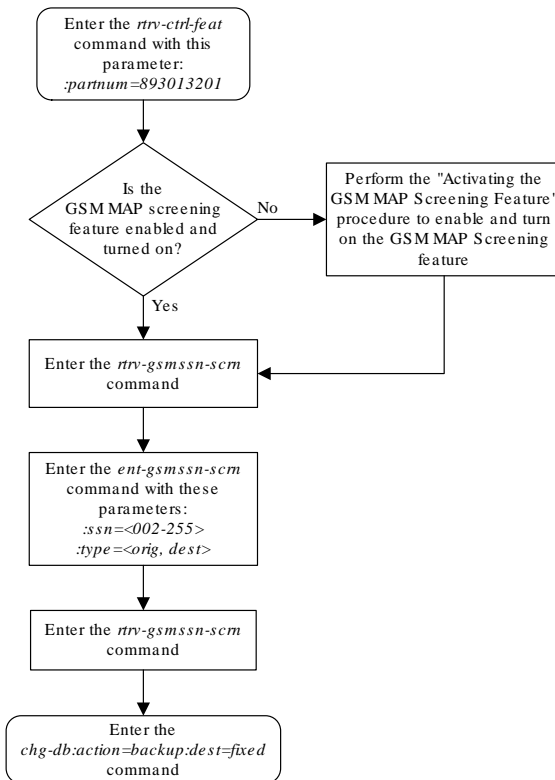 Enter the rtrv-ctrl-feat
command with this
parameter:
:partnum=893013201
Is the
GSM MAP screening
feature enabled and
turned on?
No
Perform the "Activating the
GSM MAP Screening Feature"
procedure to enable and turn
on the GSM MAP Screening
feature
Yes
Enter the rtrv-gsmssn-scrn
command
Enter the ent-gsmssn-scrn
command with these
parameters:
:ssn=<002-255>
:type=<orig, dest>
Enter the rtrv-gsmssn-scrn
command
Enter the
chg-db:action=backup:dest=fixed
command